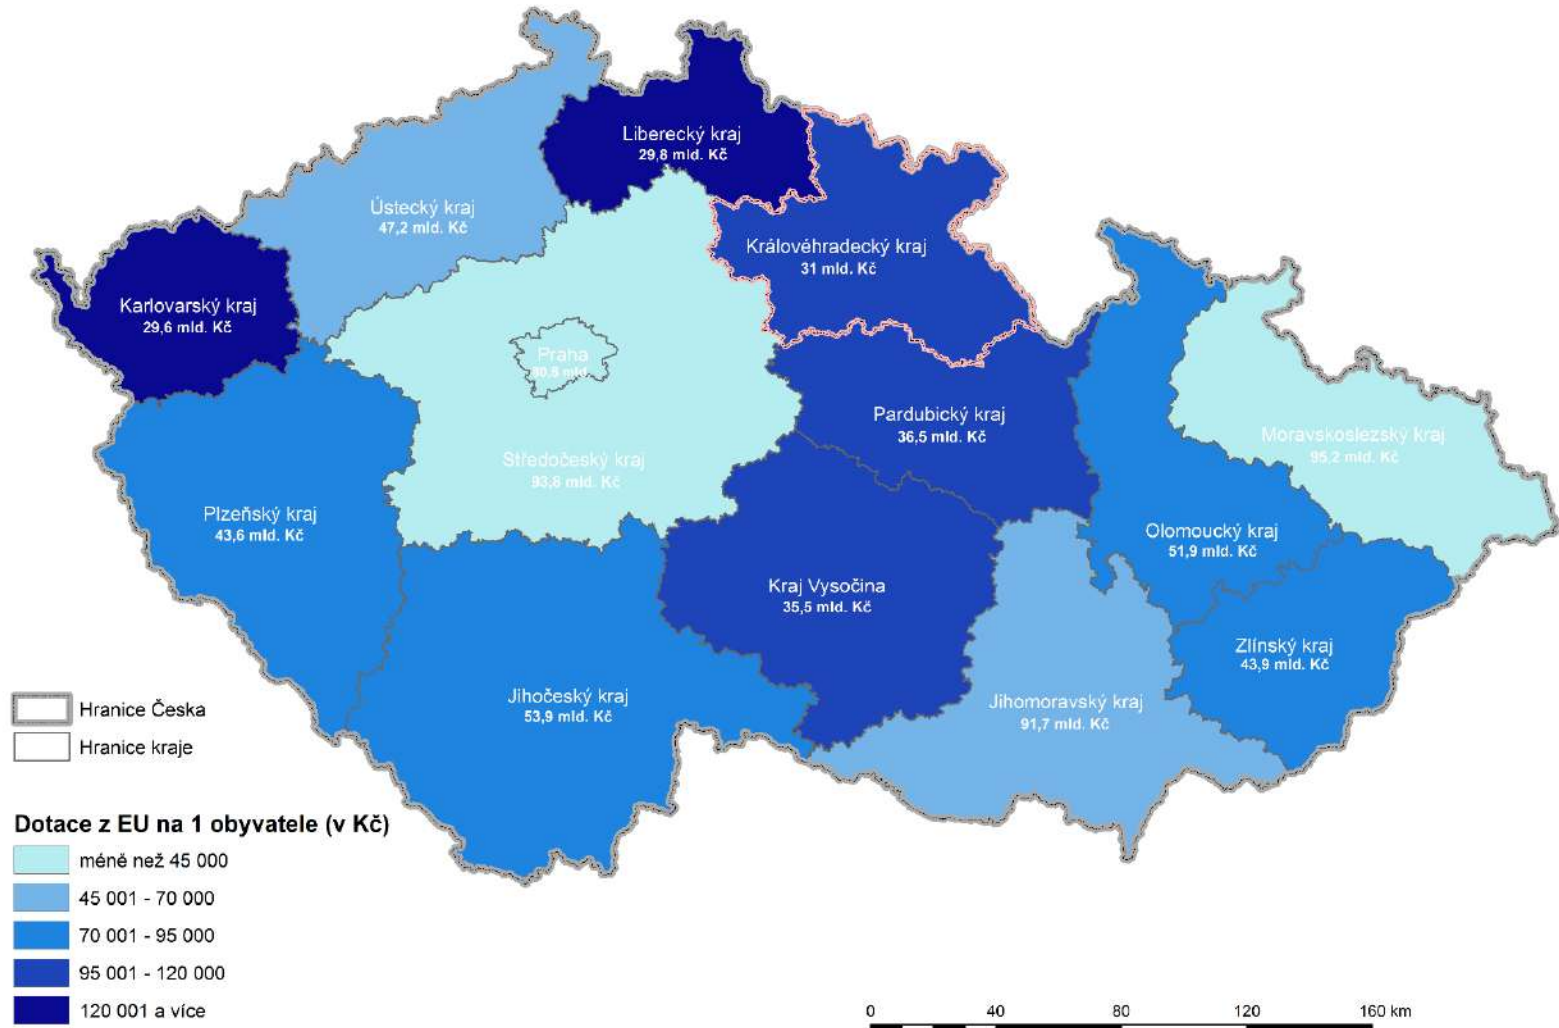 Liberecký kraj
29,8 mld. Kč
Ústecký kraj
47,2 mld. Kč
Královéhradecký kraj
31 mld. Kč
Karlovarský kraj
29,6 mld. Kč
Praha
80,8 mld.
Pardubický kraj
36,5 mld. Kč
Moravskoslezský kraj
95,2 mld. Kč
Středočeský kraj
93,8 mld. Kč
Plzeňský kraj
43,6 mld. Kč
Olomoucký kraj
51,9 mld. Kč
Kraj Vysočina
35,5 mld. Kč
Zlínský kraj
43,9 mld. Kč
Jihočeský kraj
53,9 mld. Kč
Jihomoravský kraj
91,7 mld. Kč
Hranice Česka
Hranice kraje
Dotace z EU na 1 obyvatele (v Kč)
méně než 45 000
45 001 - 70 000
70 001 - 95 000
95 001 - 120 000
120 001 a více
0 40 80 120 160 km